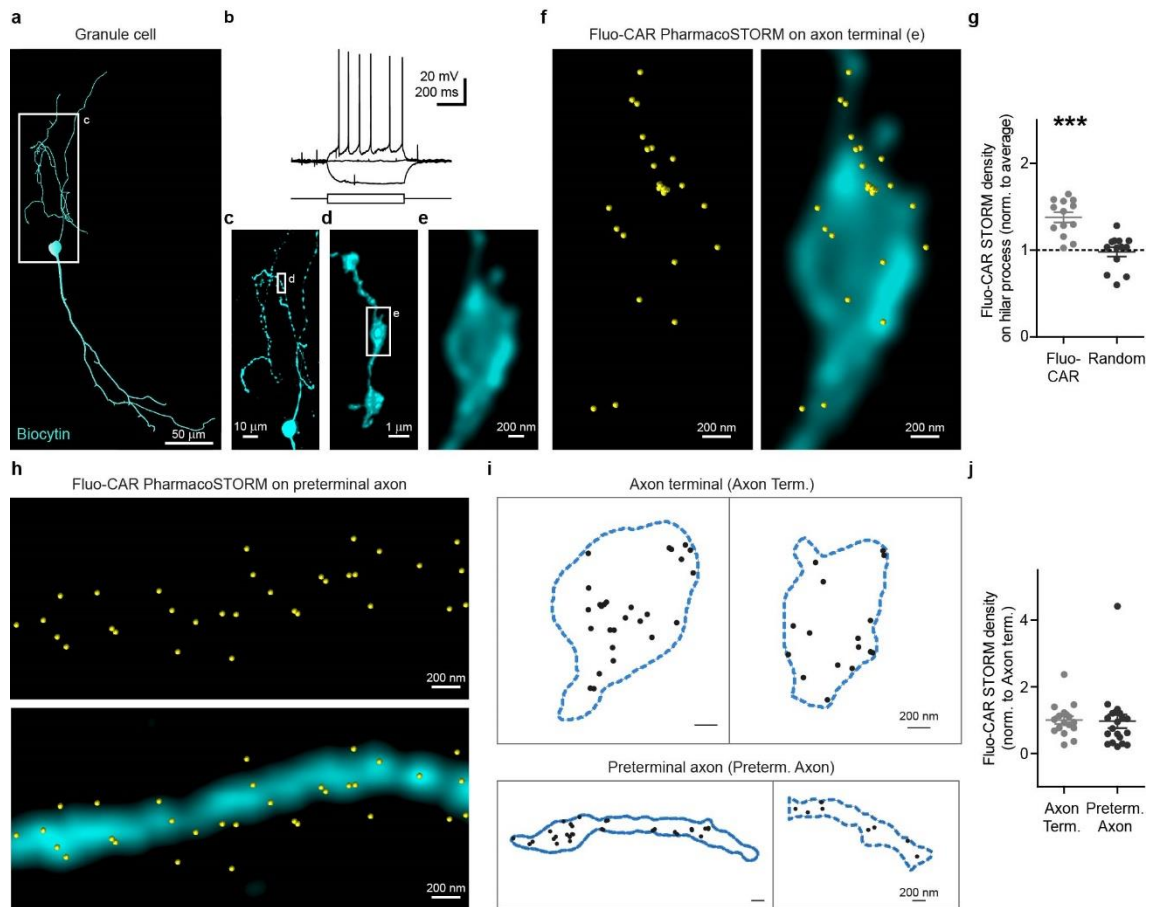 a
Granule cell
c
Biocytin
50 μm
b
20 mV
200 ms
c
d
10 μm
d
e
1 μm
e
200 nm
f
Fluo-CAR PharmacoSTORM on axon terminal (e)
200 nm
200 nm
g
***
Fluo-CAR STORM density
on hilar process (norm. to average)
2
1
0
Fluo-
CAR
Random
h
Fluo-CAR PharmacoSTORM on preterminal axon
200 nm
200 nm
i
Axon terminal (Axon Term.)
200 nm
Preterminal axon (Preterm. Axon)
200 nm
j
Fluo-CAR STORM density
(norm. to Axon term.)
4
2
0
Axon
Term.
Preterm.
Axon